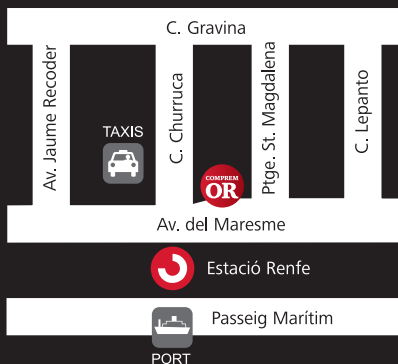 C. Gravina
Av. Jaume Recoder
TAXIS
C. Churruca
COMPREM
OR
Ptge. St. Magdalena
C. Lepanto
Av. del Maresme
Estació Renfe
Passeig Marítim
PORT